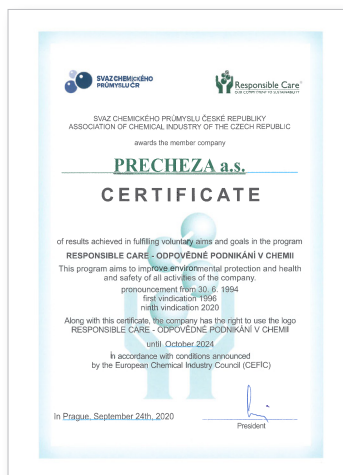 SVAZ CHEMICKÉHO
PRŮMYSLU ČR
Responsible Care®
OUR COMMITMENT TO SUSTAINABILITY
SVAZ CHEMICKÉHO PRŮMYSLU ČESKÉ REPUBLIKY
ASSOCIATION OF CHEMICAL INDUSTRY OF THE CZECH REPUBLIC
awards the member company
PRECHEZA a.s.
CERTIFICATE
of results achieved in fulfilling voluntary aims and goals in the program
RESPONSIBLE CARE - ODPOVĚDNÉ PODNIKÁNÍ V CHEMII
This program aims to improve environmental protection and health
and safety of all activities of the company.
pronouncement from 30. 6. 1994
first vindication 1996
ninth vindication 2020
Along with this certificate, the company has the right to use the logo
RESPONSIBLE CARE - ODPOVĚDNÉ PODNIKÁNÍ V CHEMII
until October 2024
in accordance with conditions announced
by the European Chemical Industry Council (CEFIC)
In Prague, September 24th, 2020
President